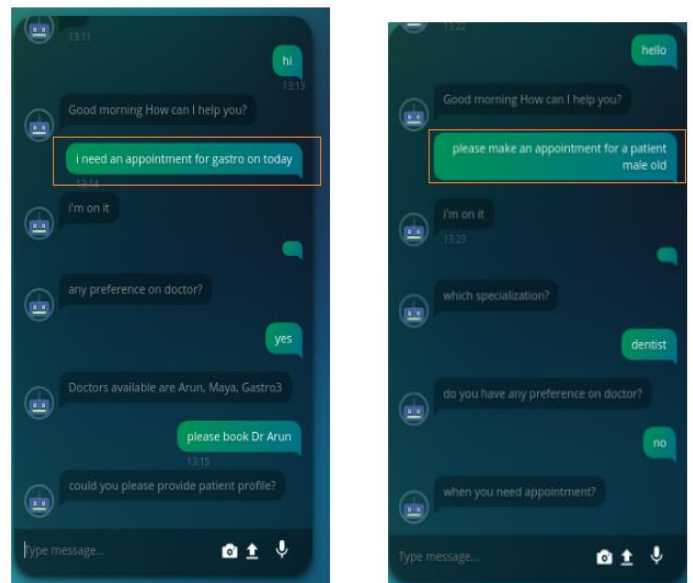 13:11
hi
13:13
Good morning How can I help you?
i need an appointment for gastro on today
13:14
i'm on it
any preference on doctor?
yes
Doctors available are Arun, Maya, Gastro3
please book Dr Arun
13:15
could you please provide patient profile?
Type message...
13:22
hello
Good morning How can I help you?
please make an appointment for a patient
male old
i'm on it
13:23
which specialization?
dentist
do you have any preference on doctor?
no
when you need appointment?
Type message...